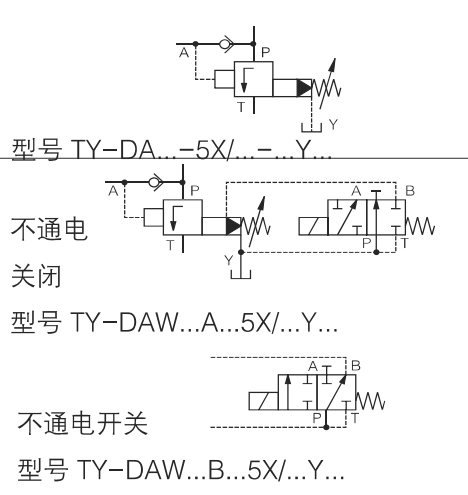 A P
T
Y
型号 TY-DA...-5X/...-...Y...
A P A B
不通电 T
Y P T
关闭
型号 TY-DAW...A...5X/...Y...
A B
不通电开关 P T
型号 TY-DAW...B...5X/...Y...